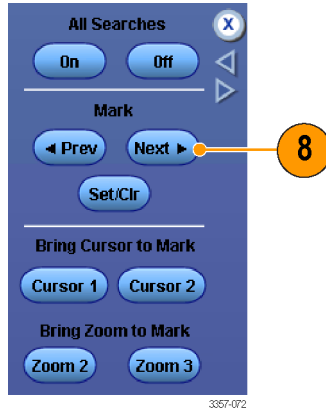 All Searches X
On Off
Mark
◄ Prev Next ►
8
Set/Clr
Bring Cursor to Mark
Cursor 1 Cursor 2
Bring Zoom to Mark
Zoom 2 Zoom 3
3357-072